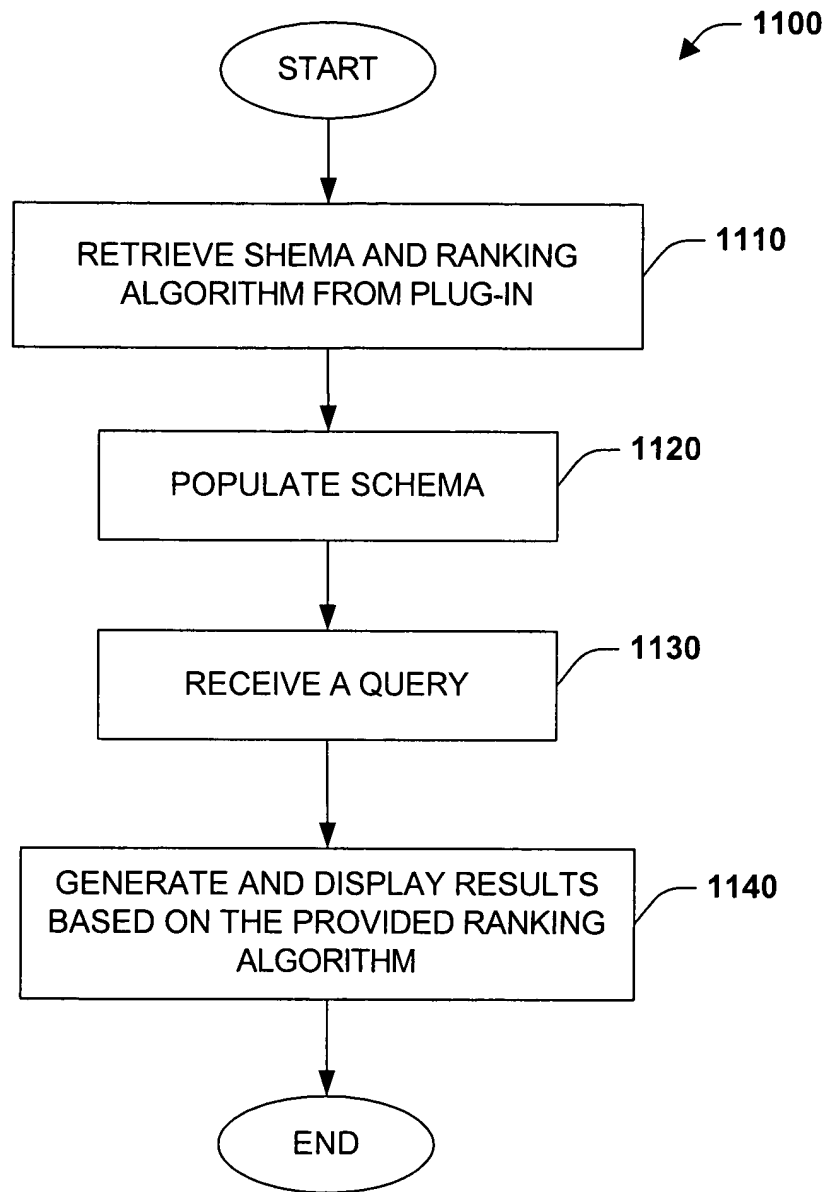 1100
START
RETRIEVE SHEMA AND RANKING
ALGORITHM FROM PLUG-IN
1110
POPULATE SCHEMA
1120
RECEIVE A QUERY
1130
GENERATE AND DISPLAY RESULTS
BASED ON THE PROVIDED RANKING
ALGORITHM
1140
END